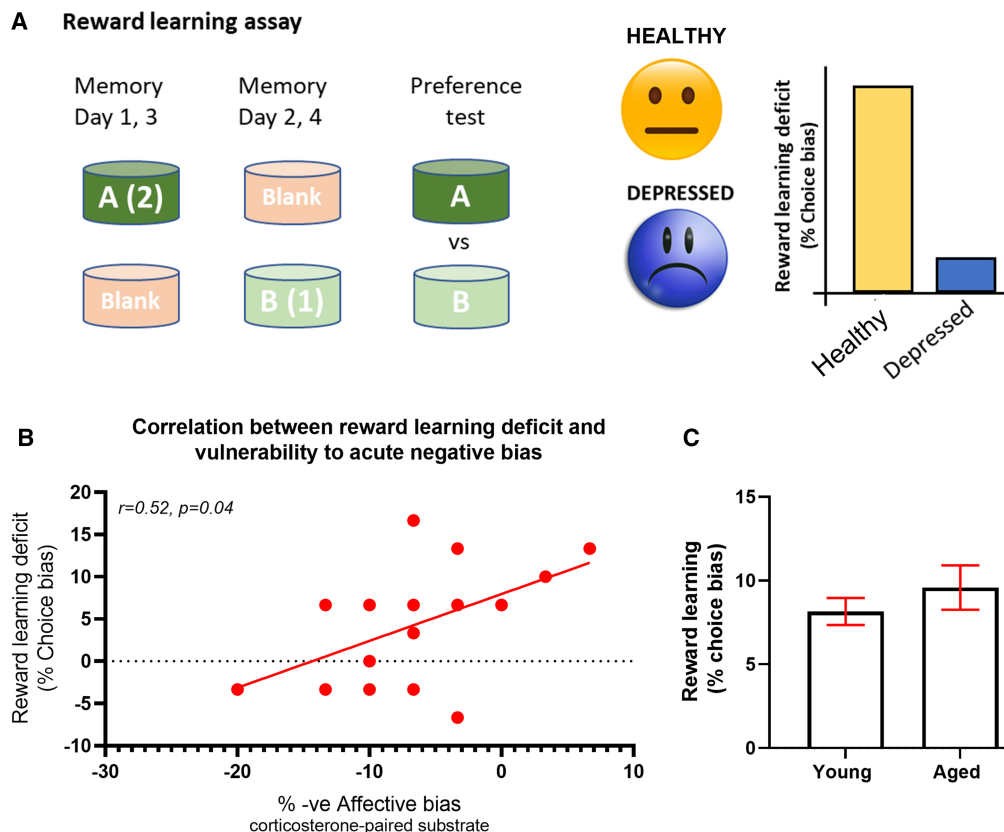 A
Reward learning assay
Memory
Day 1, 3
Memory
Day 2, 4
Preference
test
A (2)
Blank
A
vs
Blank
B (1)
B
HEALTHY
DEPRESSED
Reward learning deficit
(% Choice bias)
Healthy
Depressed
B
Correlation between reward learning deficit and
vulnerability to acute negative bias
r=0.52, p=0.04
Reward learning deficit
(% Choice bias)
20
15
10
5
0
-5
-10
-30
-20
-10
0
10
% -ve Affective bias
corticosterone-paired substrate
C
Reward learning
(% choice bias)
15
10
5
0
Young
Aged